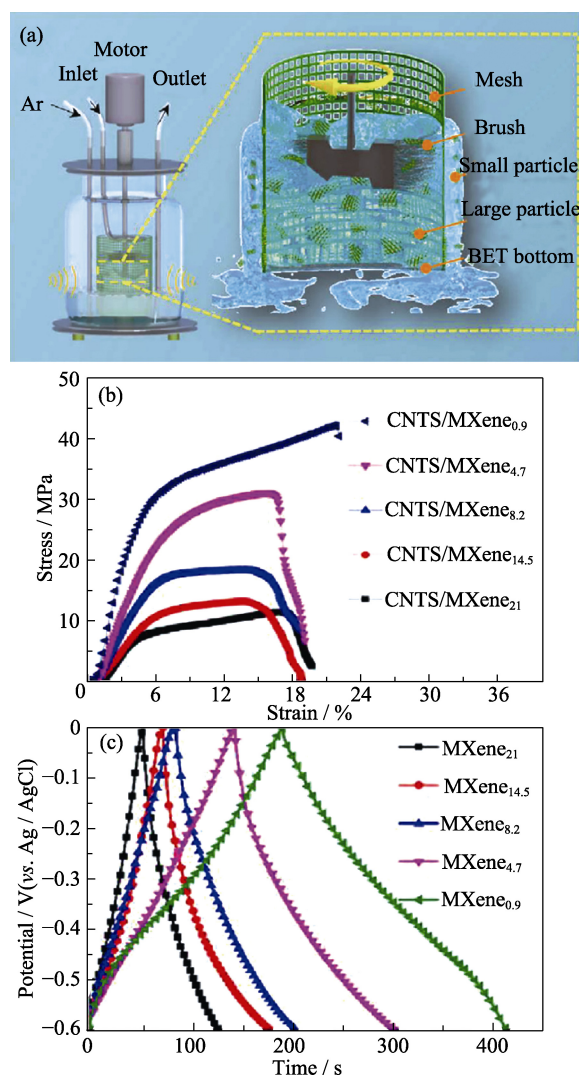 (a)
Motor
Inlet
Outlet
Ar
Mesh
Brush
Small particle
Large particle
BET bottom
(b)
50
40
30
20
10
0
Stress / MPa
CNTS/MXene₀.₉
CNTS/MXene₄.₇
CNTS/MXene₈.₂
CNTS/MXene₁₄.₅
CNTS/MXene₂₁
0 6 12 18 24 30 36
Strain / %
(c)
0
−0.1
−0.2
−0.3
−0.4
−0.5
−0.6
Potential / V(vs. Ag / AgCl)
MXene₂₁
MXene₁₄.₅
MXene₈.₂
MXene₄.₇
MXene₀.₉
0 100 200 300 400
Time / s